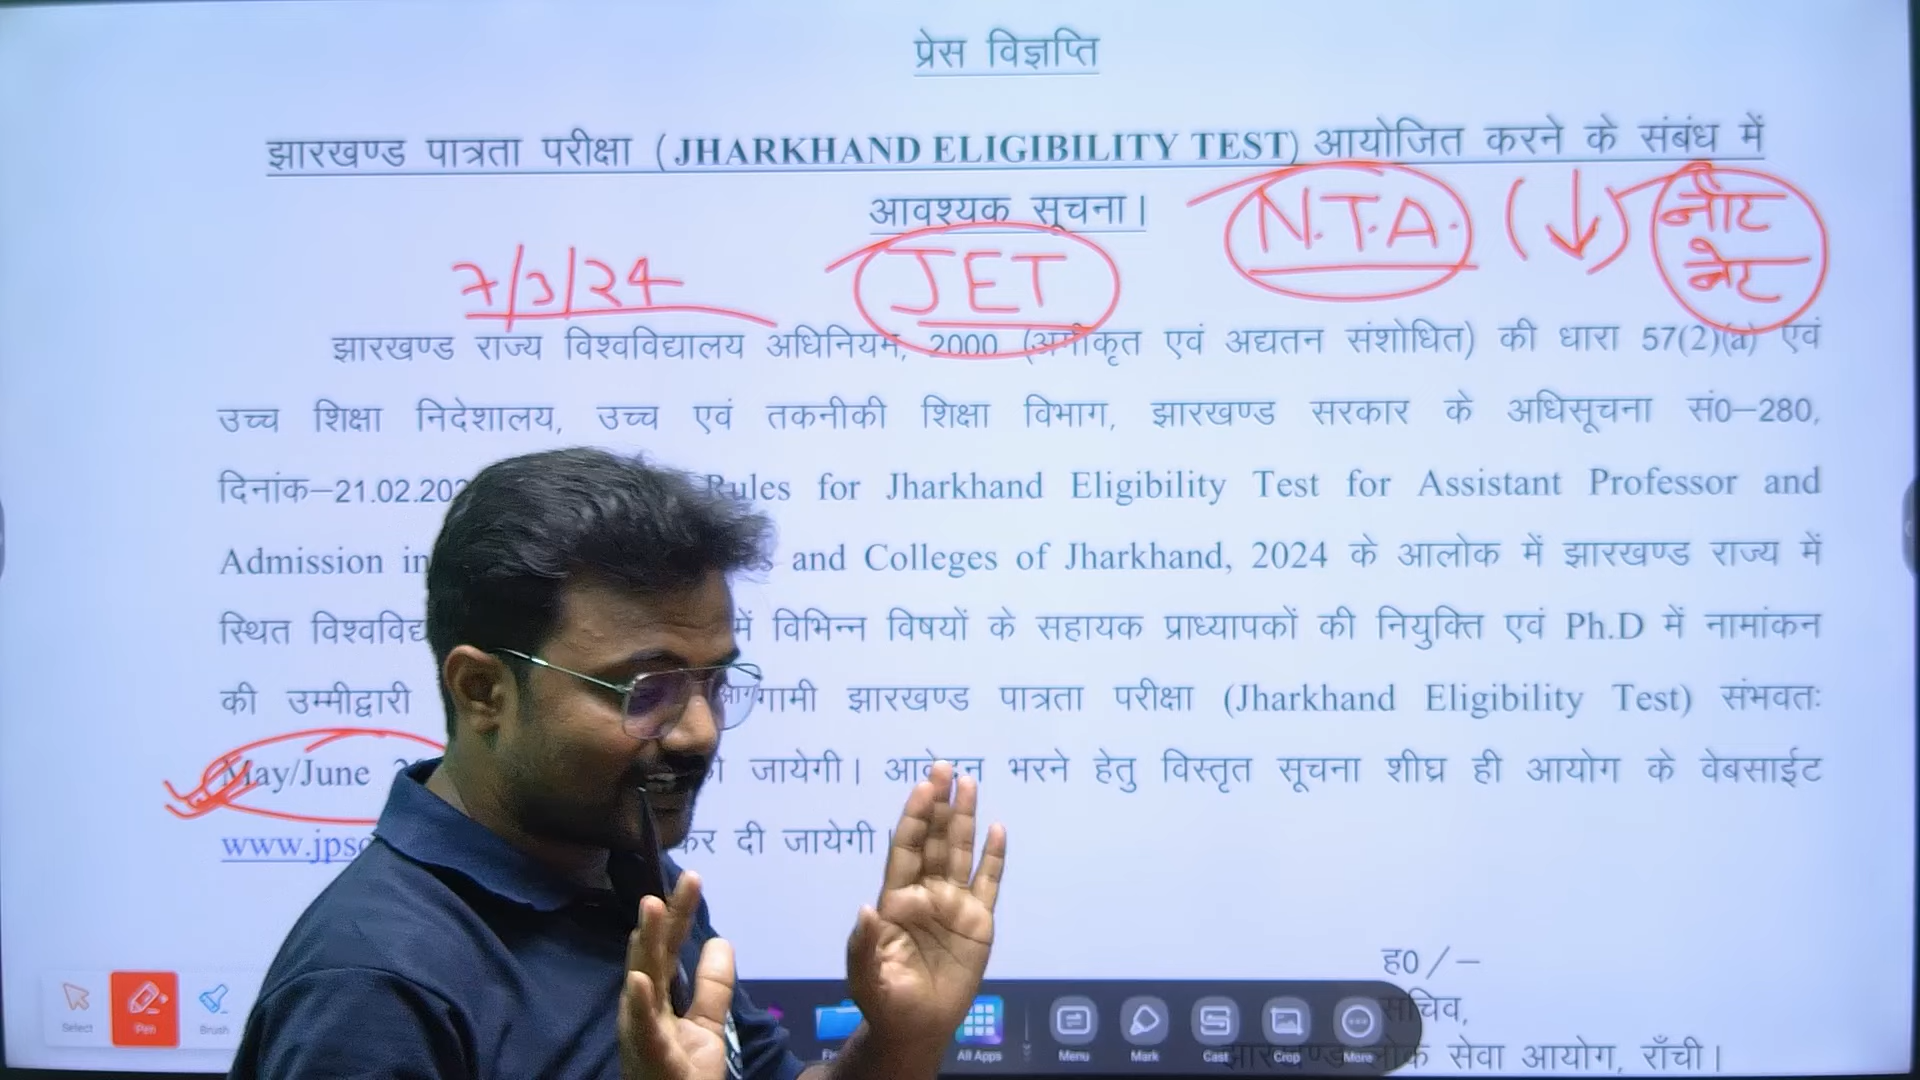 प्रेस विज्ञप्ति
झारखण्ड पात्रता परीक्षा (JHARKHAND ELIGIBILITY TEST) आयोजित करने के संबंध में
आवश्यक सूचना।
N.T.A. (↓) नीट
नेट
7/3/24 JET
झारखण्ड राज्य विश्वविद्यालय अधिनियम, 2000 (अंगीकृत एवं अद्यतन संशोधित) की धारा 57(2)(a) एवं
उच्च शिक्षा निदेशालय, उच्च एवं तकनीकी शिक्षा विभाग, झारखण्ड सरकार के अधिसूचना सं0–280,
दिनांक–21.02.202 Rules for Jharkhand Eligibility Test for Assistant Professor and
Admission in and Colleges of Jharkhand, 2024 के आलोक में झारखण्ड राज्य में
स्थित में विभिन्न विषयों के सहायक प्राध्यापकों की नियुक्ति एवं Ph.D में नामांकन
की उम्मीद्वारी आगामी झारखण्ड पात्रता परीक्षा (Jharkhand Eligibility Test) संभवतः
May/June जायेगी। आवेदन भरने हेतु विस्तृत सूचना शीघ्र ही आयोग के वेबसाईट
www.jpsc कर दी जायेगी।
ह0/–
सचिव,
झारखण्ड लोक सेवा आयोग, राँची।
Select Pen Brush All Apps Menu Mark Cast Crop More